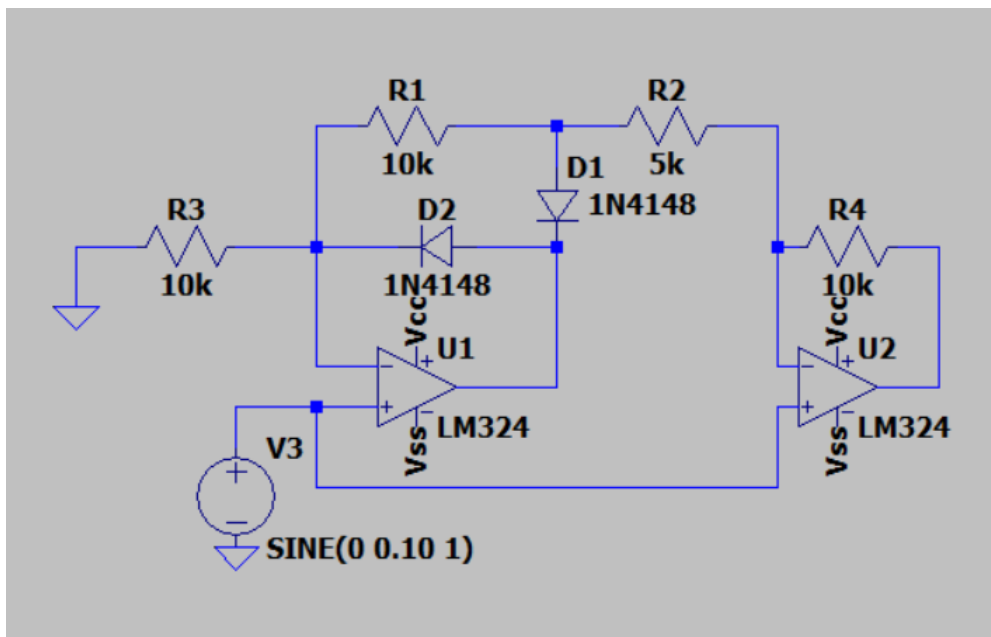 R1
10k
R2
5k
D1
1N4148
R3
10k
D2
1N4148
R4
10k
Vcc
U1
+
−
+
−
LM324
Vss
Vcc
U2
+
−
+
−
LM324
Vss
V3
+
−
SINE(0 0.10 1)